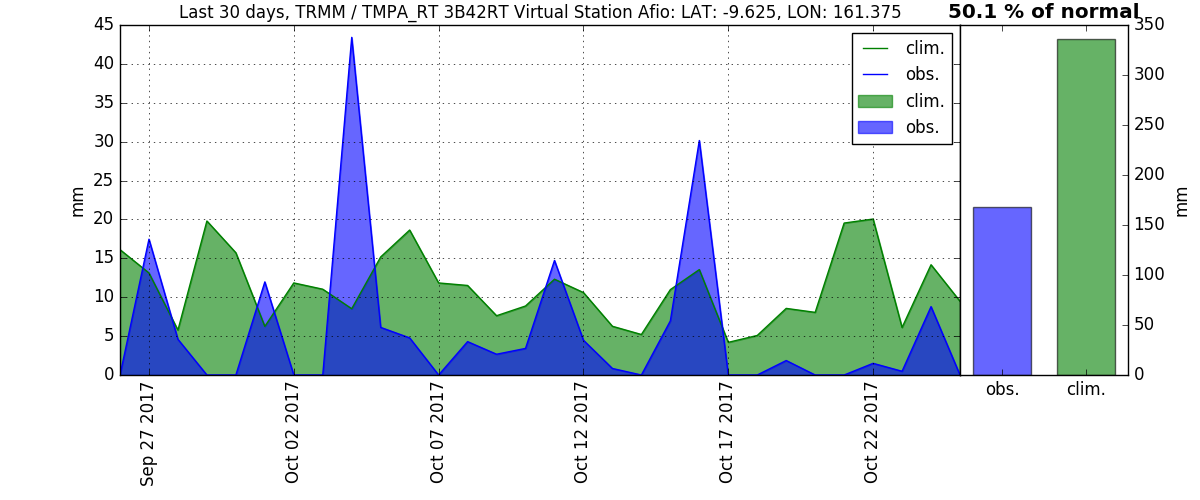 Last 30 days, TRMM / TMPA_RT 3B42RT Virtual Station Afio: LAT: -9.625, LON: 161.375
50.1 % of normal
mm
45
40
35
30
25
20
15
10
5
0
clim.
obs.
clim.
obs.
Sep 27 2017
Oct 02 2017
Oct 07 2017
Oct 12 2017
Oct 17 2017
Oct 22 2017
350
300
250
200
150
100
50
0
mm
obs.
clim.